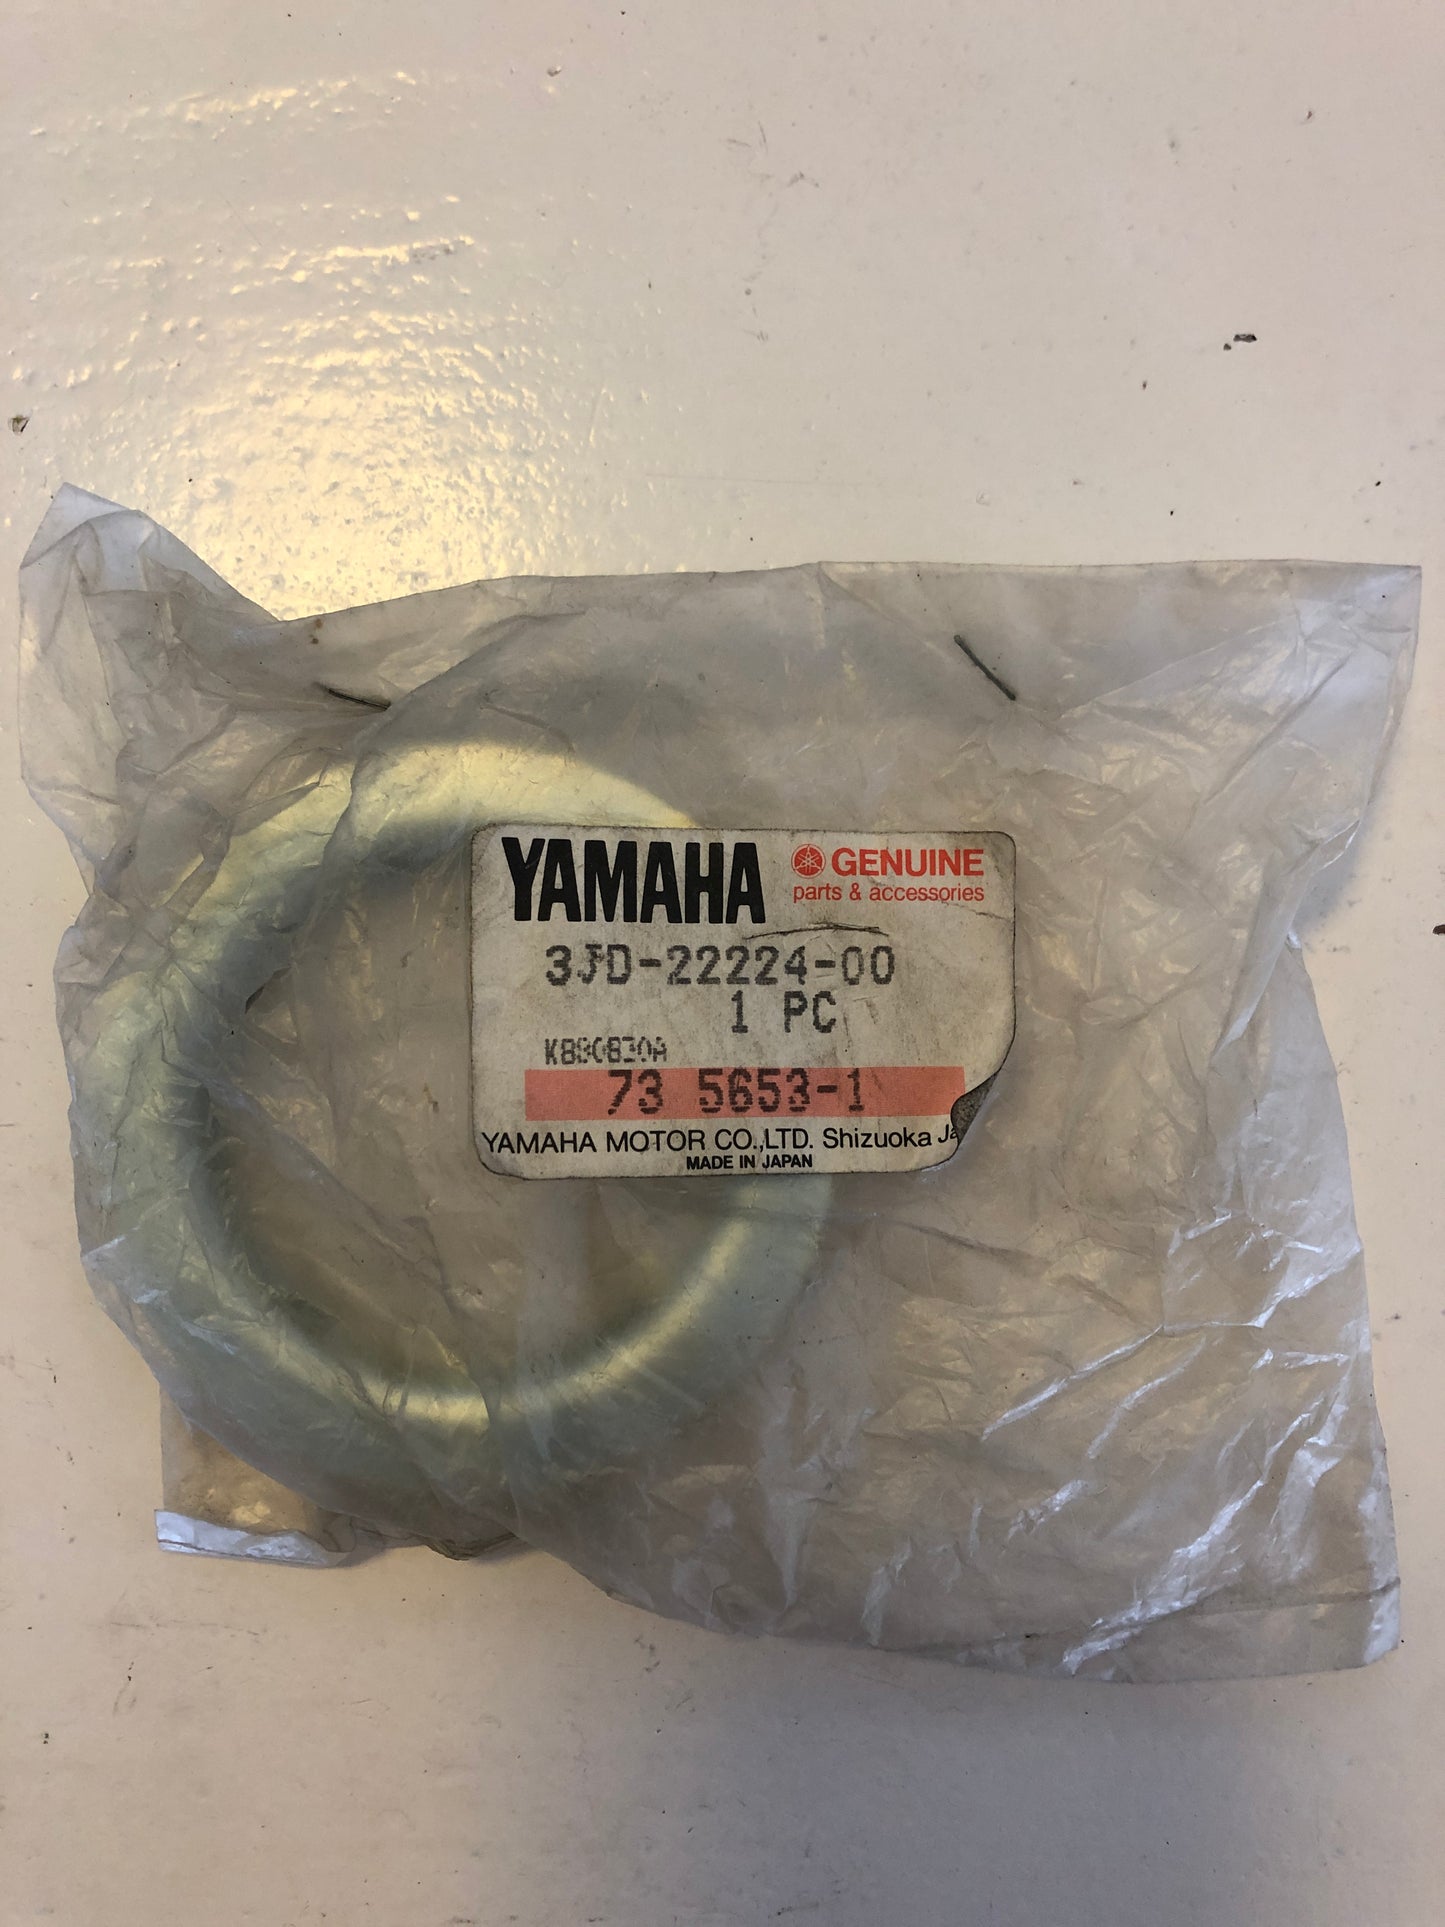 YAMAHA
GENUINE
parts & accessories
3JD-22224-00
1 PC
73 5653-1
YAMAHA MOTOR CO.,LTD. Shizuoka
MADE IN JAPAN